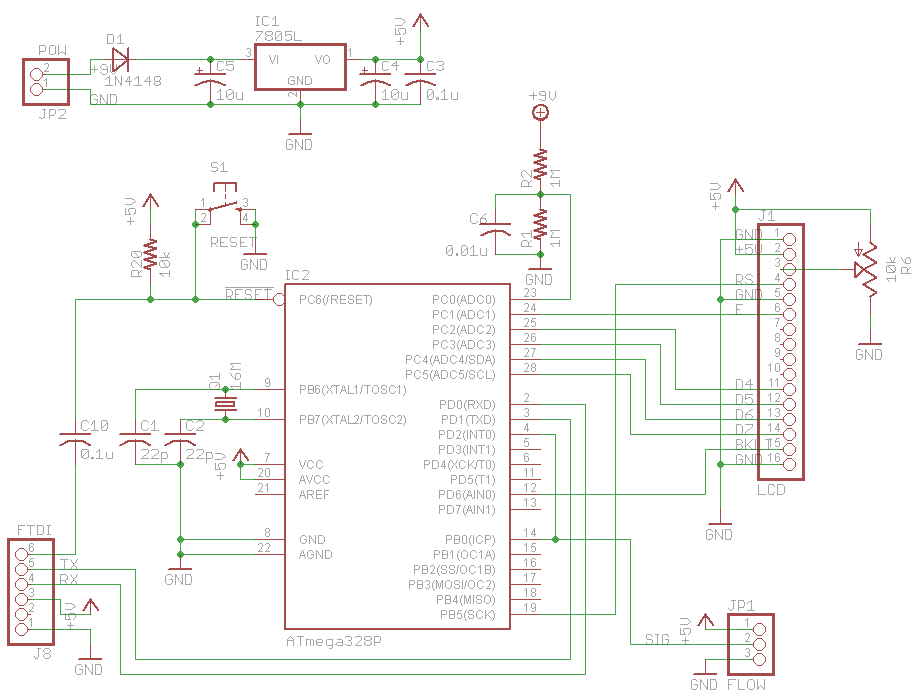 POW
2
1
JP2
+9V
GND
D1
1N4148
C5
10u
IC1
7805L
3
VI
VO
1
GND
2
GND
C4
10u
C3
0.1u
+5V
+9V
R2
1M
R1
1M
C6
0.01u
GND
S1
1
2
3
4
RESET
GND
+5V
R20
10k
RESET
IC2
PC6(/RESET)
PB6(XTAL1/TOSC1)
PB7(XTAL2/TOSC2)
VCC
AVCC
AREF
GND
AGND
9
10
7
20
21
8
22
PC0(ADC0)
PC1(ADC1)
PC2(ADC2)
PC3(ADC3)
PC4(ADC4/SDA)
PC5(ADC5/SCL)
PD0(RXD)
PD1(TXD)
PD2(INT0)
PD3(INT1)
PD4(XCK/T0)
PD5(T1)
PD6(AIN0)
PD7(AIN1)
PB0(ICP)
PB1(OC1A)
PB2(SS/OC1B)
PB3(MOSI/OC2)
PB4(MISO)
PB5(SCK)
23
24
25
26
27
28
2
3
4
5
6
11
12
13
14
15
16
17
18
19
ATmega328P
Q1
16M
C10
0.1u
C1
22p
C2
22p
+5V
GND
FTDI
6
5
4
3
2
1
J8
TX
RX
+5V
GND
+5V
J1
GND
+5V
RS
GND
E
D4
D5
D6
D7
BKLT
GND
1
2
3
4
5
6
7
8
9
10
11
12
13
14
15
16
LCD
GND
10k
R6
GND
JP1
1
2
3
SIG
+5V
GND
FLOW